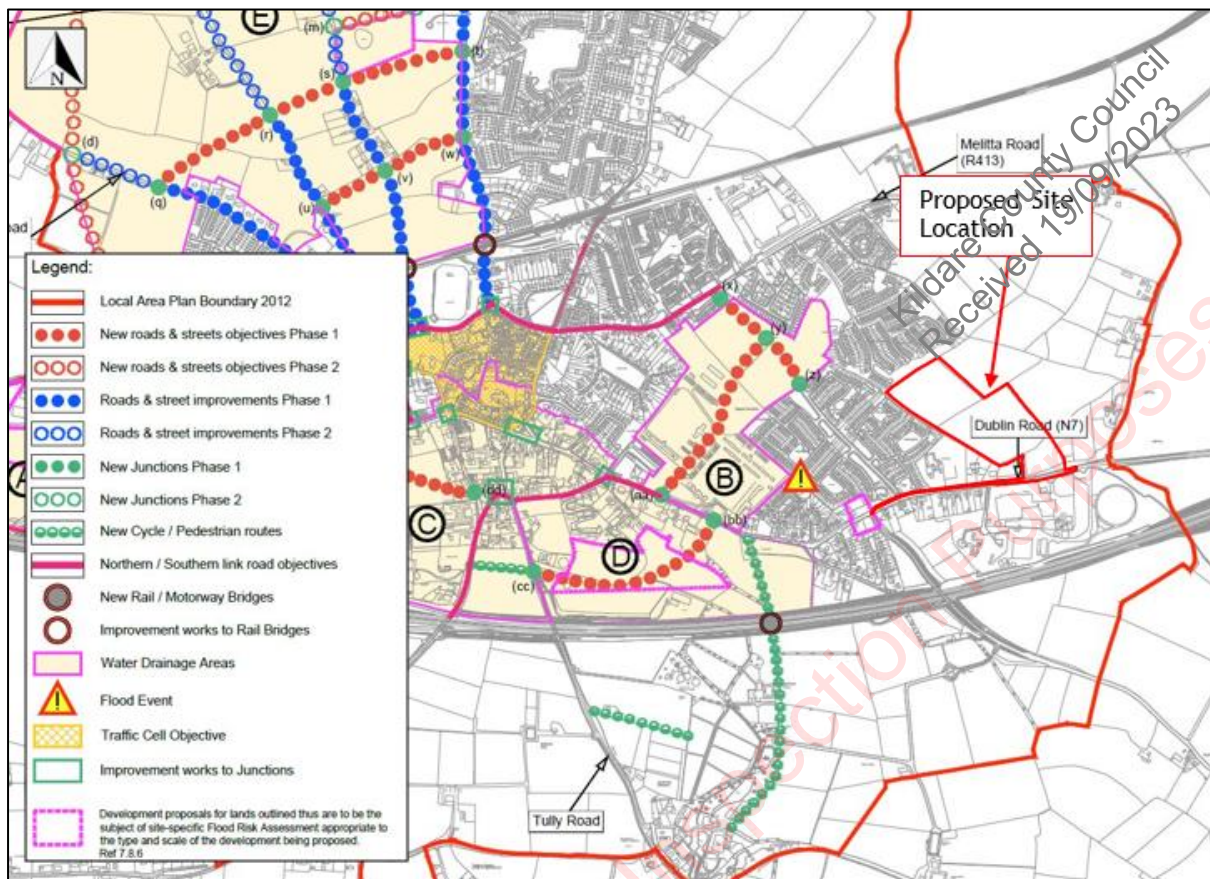 E
(m)
(t)
(s)
N
(r)
(d)
(w)
(v)
(q)
(u)
Melitta Road
(R413)
Proposed Site
Location
Kildare County Council
Received 19/09/2023
Legend:
Local Area Plan Boundary 2012
New roads & streets objectives Phase 1
New roads & streets objectives Phase 2
Roads & street improvements Phase 1
Roads & street improvements Phase 2
New Junctions Phase 1
New Junctions Phase 2
New Cycle / Pedestrian routes
Northern / Southern link road objectives
New Rail / Motorway Bridges
Improvement works to Rail Bridges
Water Drainage Areas
Flood Event
Traffic Cell Objective
Improvement works to Junctions
Development proposals for lands outlined thus are to be the
subject of site-specific Flood Risk Assessment appropriate to
the type and scale of the development being proposed.
Ref 7.8.6
(x)
(y)
(z)
Dublin Road (N7)
B
(aa)
(bb)
C
D
(cc)
Tully Road
Inspection Purposes